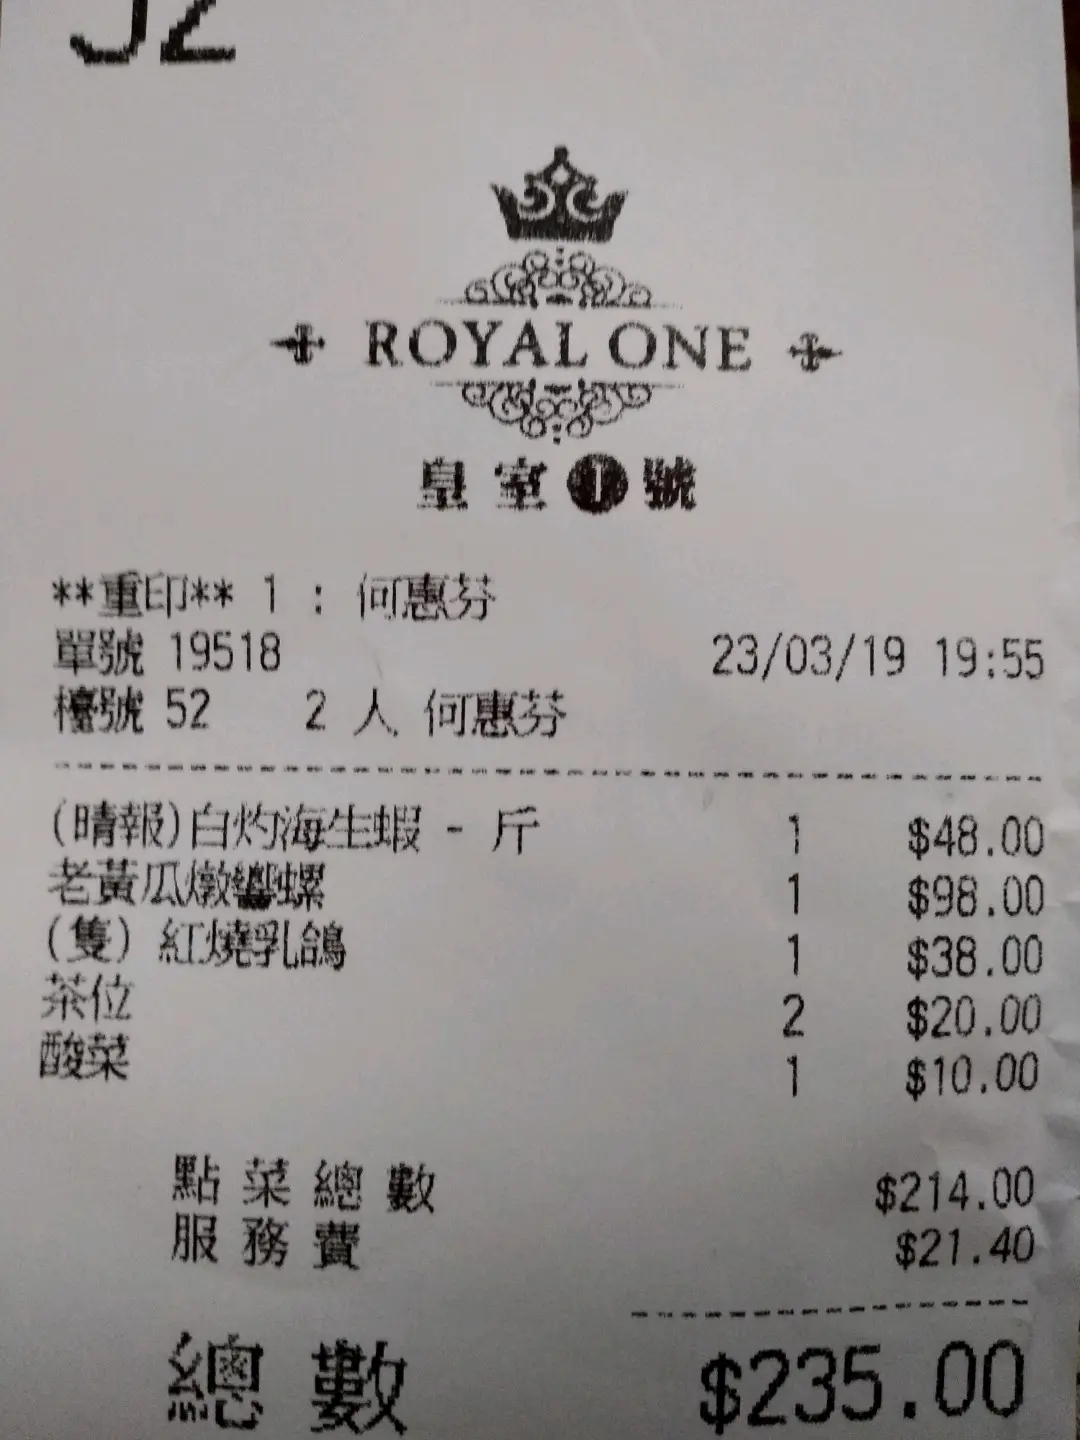 52
ROYAL ONE
皇室1號
**重印** 1 : 何惠芬
單號 19518 23/03/19 19:55
檯號 52 2 人 何惠芬
(晴報)白灼海生蝦 - 斤 1 $48.00
老黃瓜燉響螺 1 $98.00
(隻) 紅燒乳鴿 1 $38.00
茶位 2 $20.00
酸菜 1 $10.00
點菜總數 $214.00
服務費 $21.40
總數 $235.00